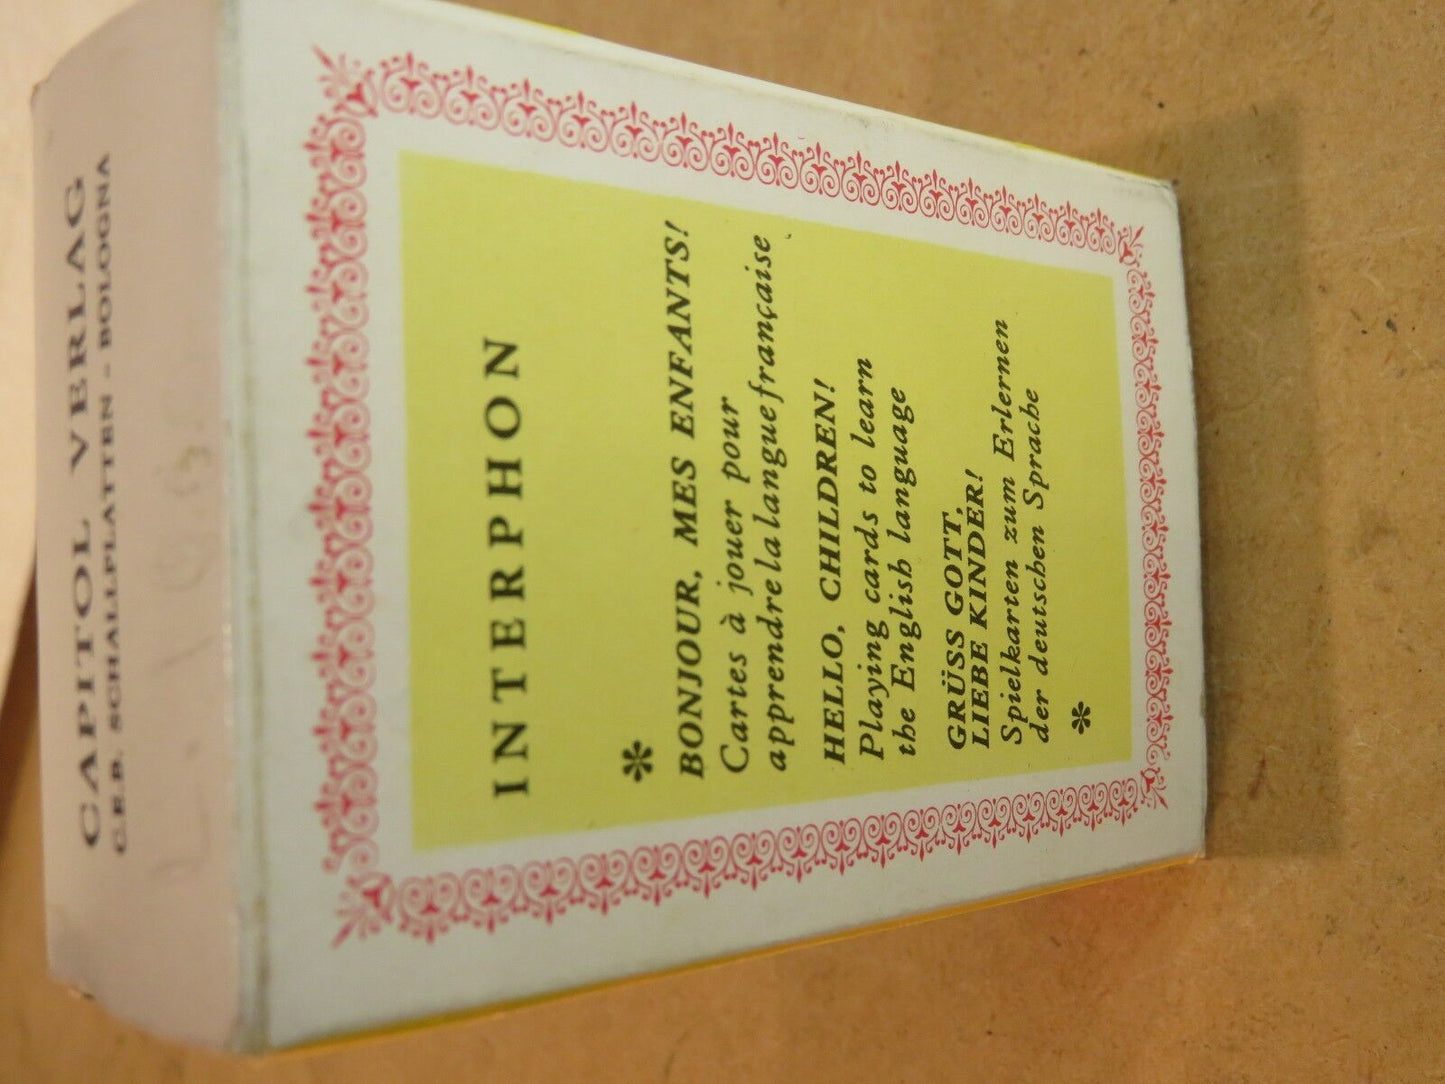 CAPITOL VERLAG
C.E.B. SCHALLPLATTEN - BOLOGNA
INTERPHON
*
BONJOUR, MES ENFANTS!
Cartes à jouer pour
apprendre la langue française
HELLO, CHILDREN!
Playing cards to learn
the English language
GRÜSS GOTT,
LIEBE KINDER!
Spielkarten zum Erlernen
der deutschen Sprache
*